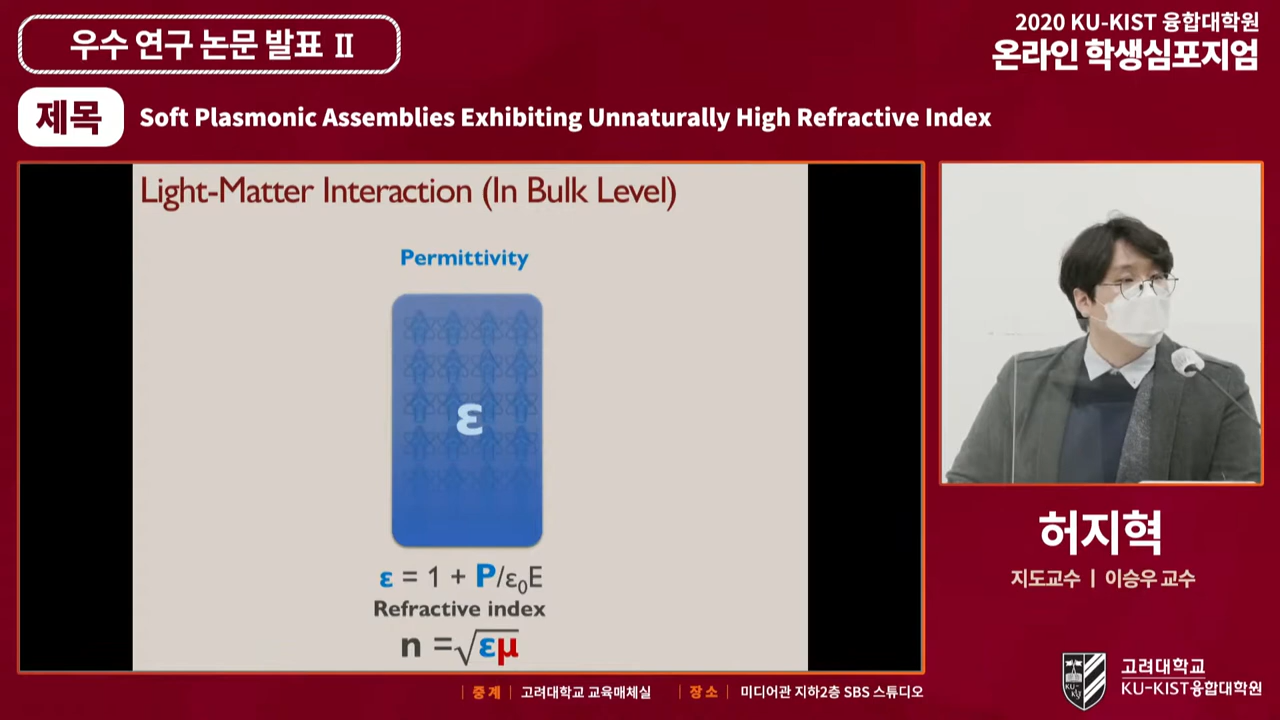 우수 연구 논문 발표 Ⅱ
2020 KU-KIST 융합대학원
온라인 학생심포지엄
제목
Soft Plasmonic Assemblies Exhibiting Unnaturally High Refractive Index
Light-Matter Interaction (In Bulk Level)
Permittivity
ε
ε = 1 + P/ε₀E
Refractive index
n =√εμ
허지혁
지도교수 | 이승우 교수
| 중 계 | 고려대학교 교육매체실 | 장 소 | 미디어관 지하2층 SBS 스튜디오
KU-KIST
고려대학교
KU-KIST융합대학원